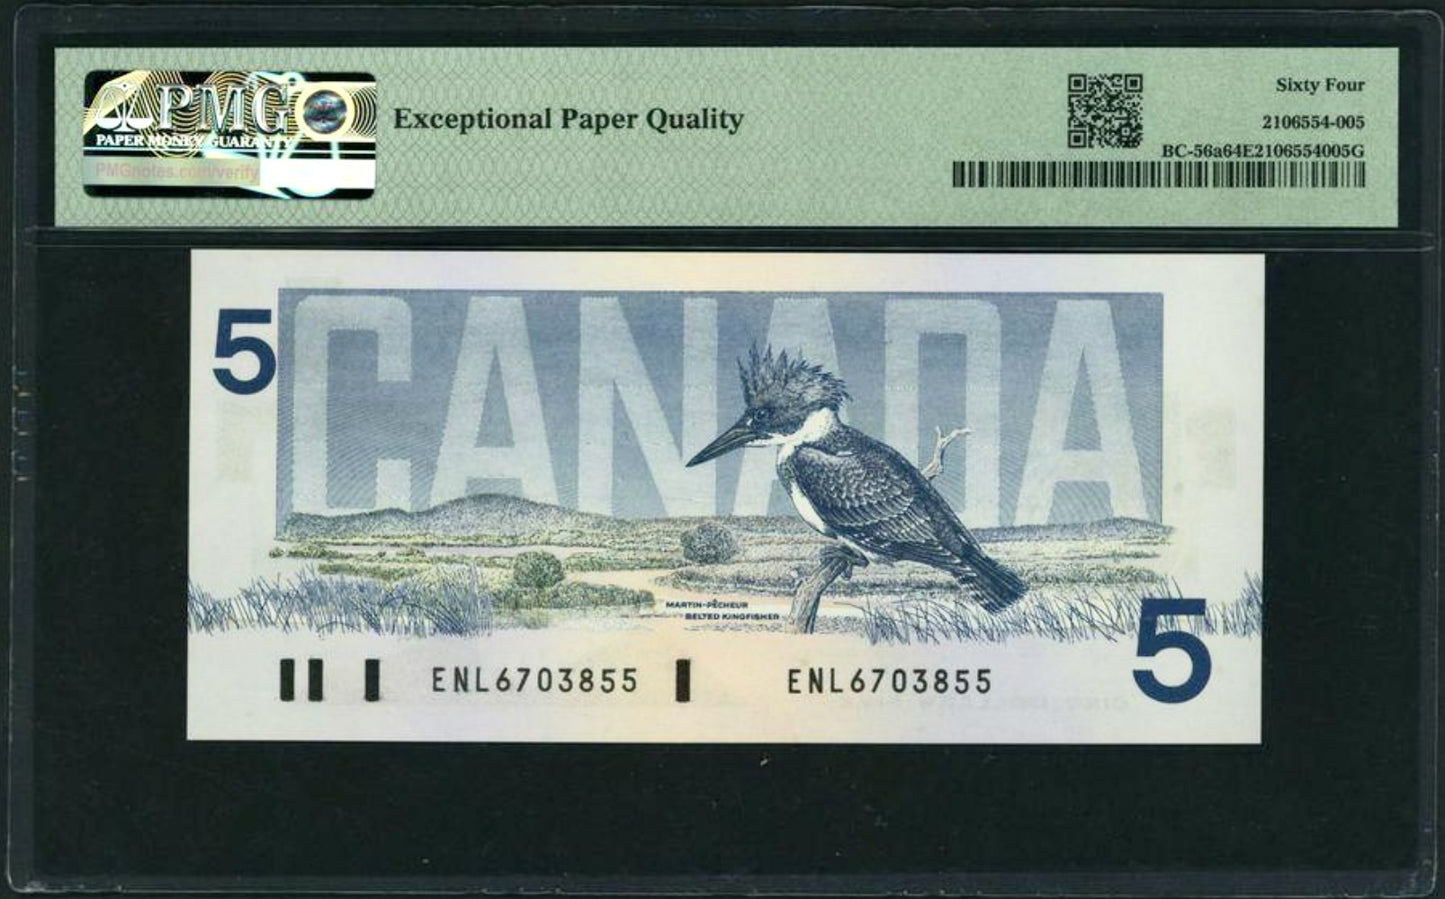 PMG
PAPER MONEY GUARANTY
PMGnotes.com/verify
Exceptional Paper Quality
Sixty Four
2106554-005
BC-56a64E2106554005G
CANADA
5
MARTIN-PÊCHEUR
BELTED KINGFISHER
5
ENL6703855
ENL6703855